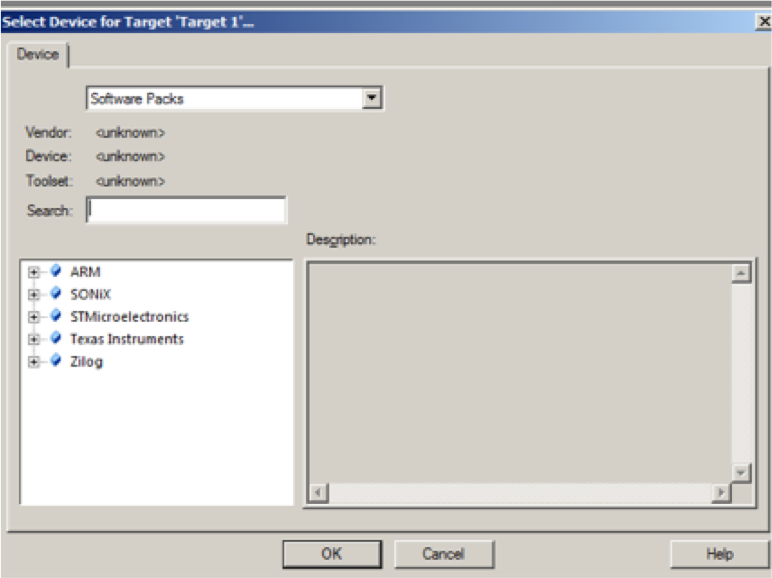 Select Device for Target 'Target 1'...
Device
Software Packs
Vendor: <unknown>
Device: <unknown>
Toolset: <unknown>
Search:
Description:
ARM
SONiX
STMicroelectronics
Texas Instruments
Zilog
OK Cancel Help